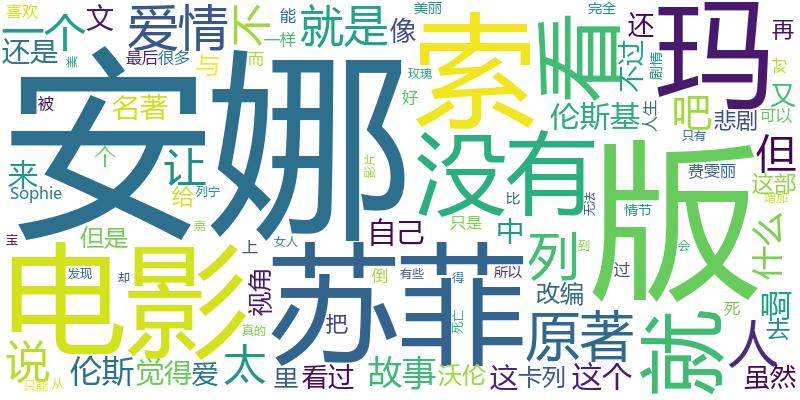 喜欢
一个
文
爱情
不
能
一样
就是
像
美丽
索
看
完全
还
玛
再
还是
最后
很多
与
而
美
玫瑰
不过
剧情
对
被
名著
好
伦斯基
人生
吧
悲剧
又
可以
安娜
没有
版
但
只有
来
个
让
Sophie
给
列宁
影片
比
无法
费雯丽
这部
增加
但是
只是
自己
中
列
情节
到
什么
宝
离
上
女人
电影
苏菲
发现
却
视角
倒
有些
得
所以
过
会
就
啊
死亡
改编
原著
人
去
死
真的
把
说
伦斯
觉得
爱
太
里
看过
故事
沃伦
这
卡列
这个
虽然
只能
从